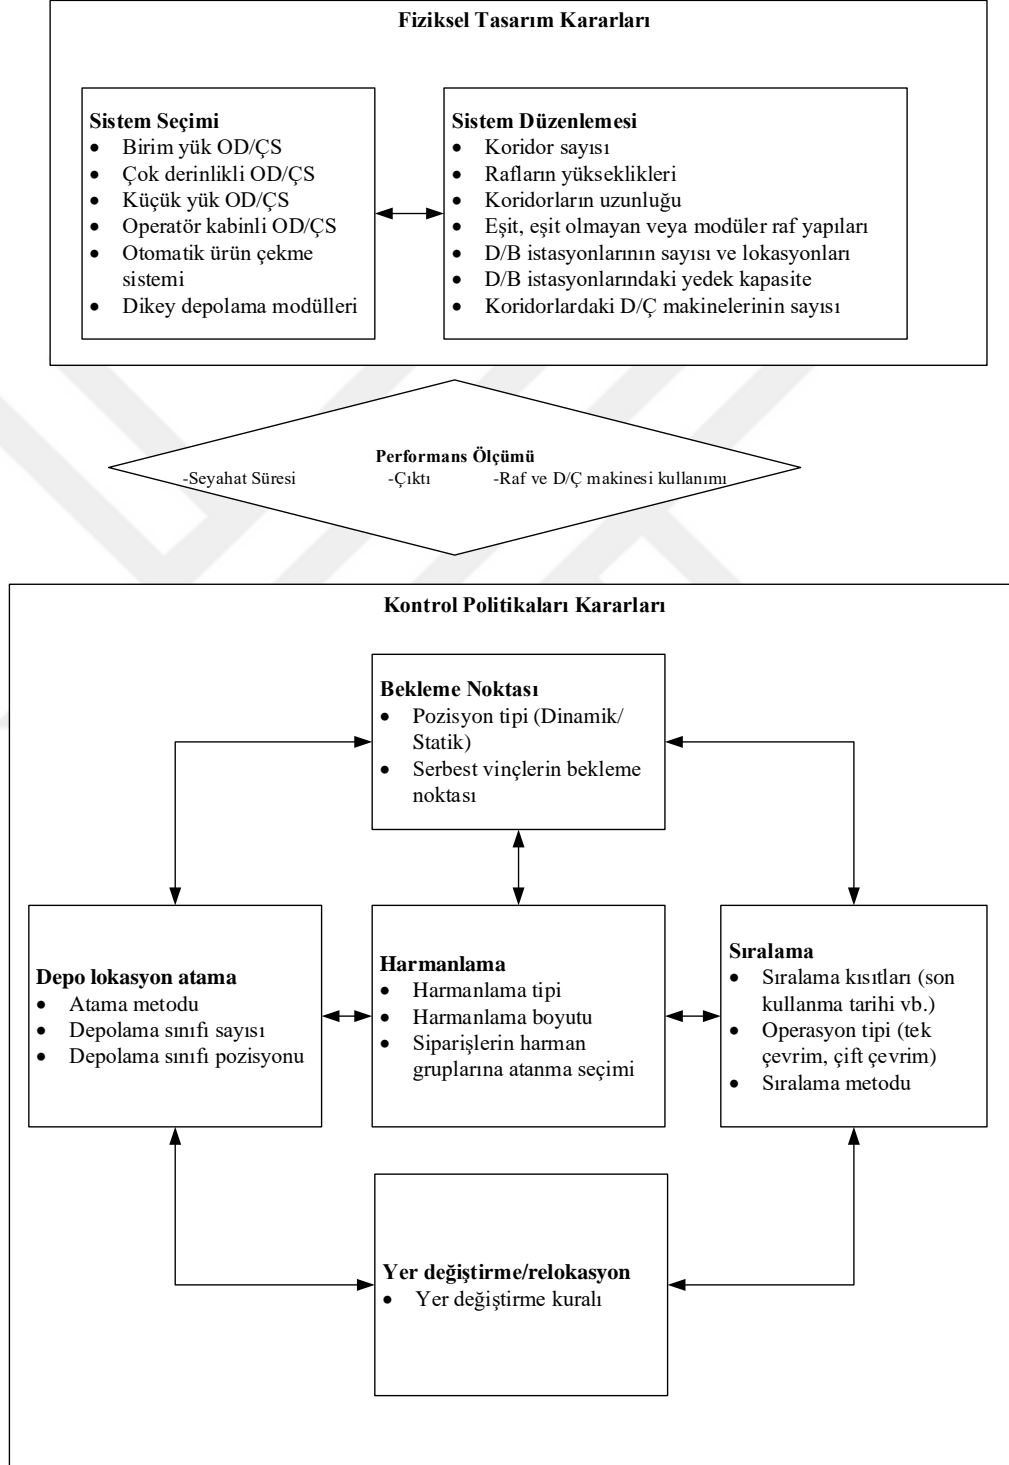 Fiziksel Tasarım Kararları
Sistem Seçimi
• Birim yük OD/ÇS
• Çok derinlikli OD/ÇS
• Küçük yük OD/ÇS
• Operatör kabinli OD/ÇS
• Otomatik ürün çekme
sistemi
• Dikey depolama modülleri
Sistem Düzenlemesi
• Koridor sayısı
• Rafların yükseklikleri
• Koridorların uzunluğu
• Eşit, eşit olmayan veya modüler raf yapıları
• D/B istasyonlarının sayısı ve lokasyonları
• D/B istasyonlarındaki yedek kapasite
• Koridorlardaki D/Ç makinelerinin sayısı
Performans Ölçümü
-Seyahat Süresi -Çıktı -Raf ve D/Ç makinesi kullanımı
Kontrol Politikaları Kararları
Bekleme Noktası
• Pozisyon tipi (Dinamik/
Statik)
• Serbest vinçlerin bekleme
noktası
Depo lokasyon atama
• Atama metodu
• Depolama sınıfı sayısı
• Depolama sınıfı pozisyonu
Harmanlama
• Harmanlama tipi
• Harmanlama boyutu
• Siparişlerin harman
gruplarına atanma seçimi
Sıralama
• Sıralama kısıtları (son
kullanma tarihi vb.)
• Operasyon tipi (tek
çevrim, çift çevrim)
• Sıralama metodu
Yer değiştirme/relokasyon
• Yer değiştirme kuralı